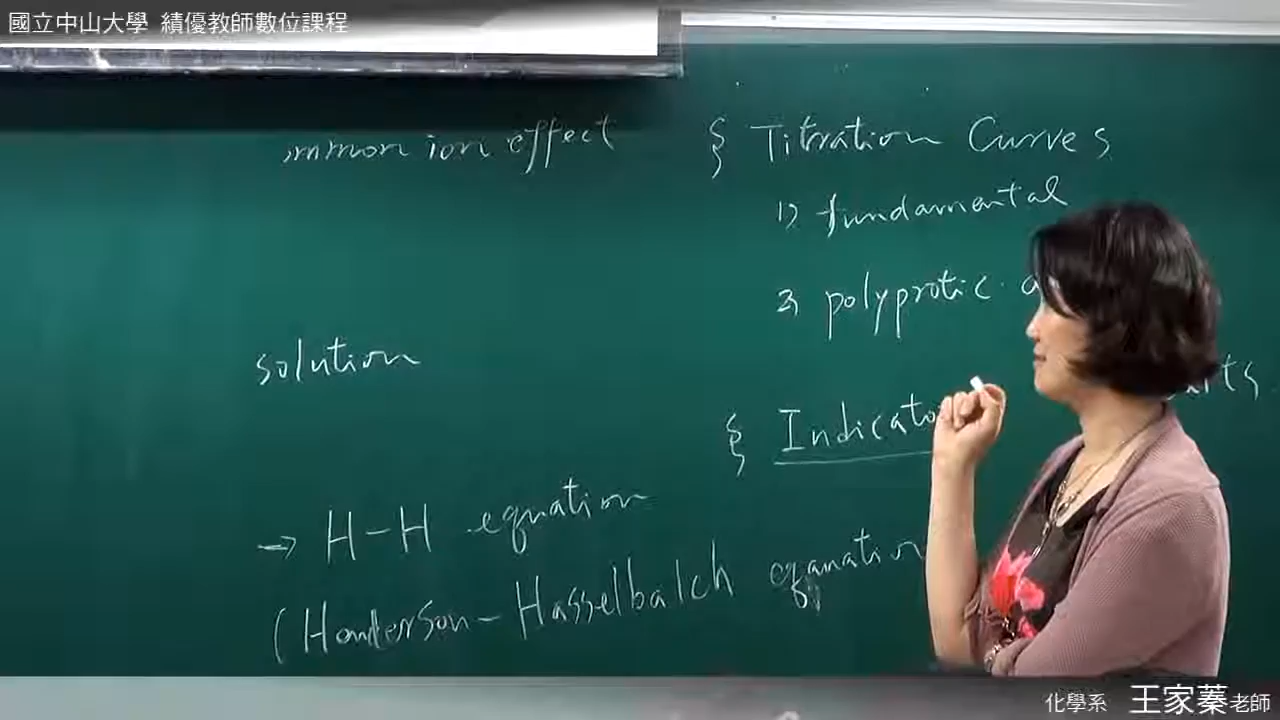 國立中山大學 績優教師數位課程
mmon ion effect
solution
→ H-H equation
(Henderson-Hasselbalch equation
§ Titration Curves
1) fundamental
2) polyprotic a
§ Indicato
化學系 王家蓁老師